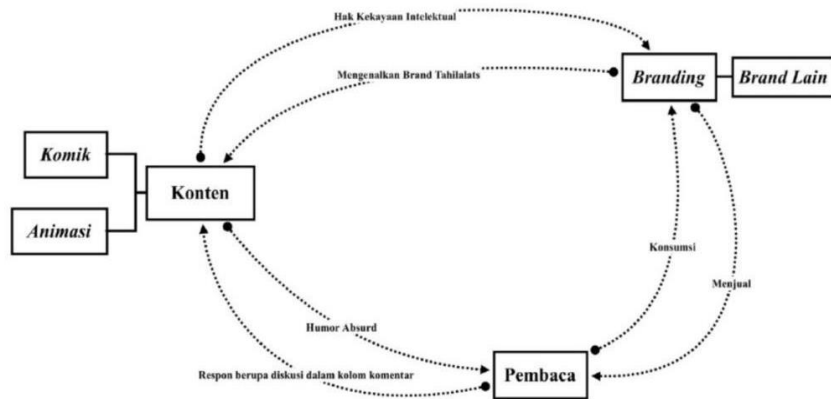 Hak Kekayaan Intelektual
Mengenalkan Brand Tahilalats
Branding
Brand Lain
Komik
Konten
Animasi
Konsumsi
Menjual
Humor Absurd
Respon berupa diskusi dalam kolom komentar
Pembaca